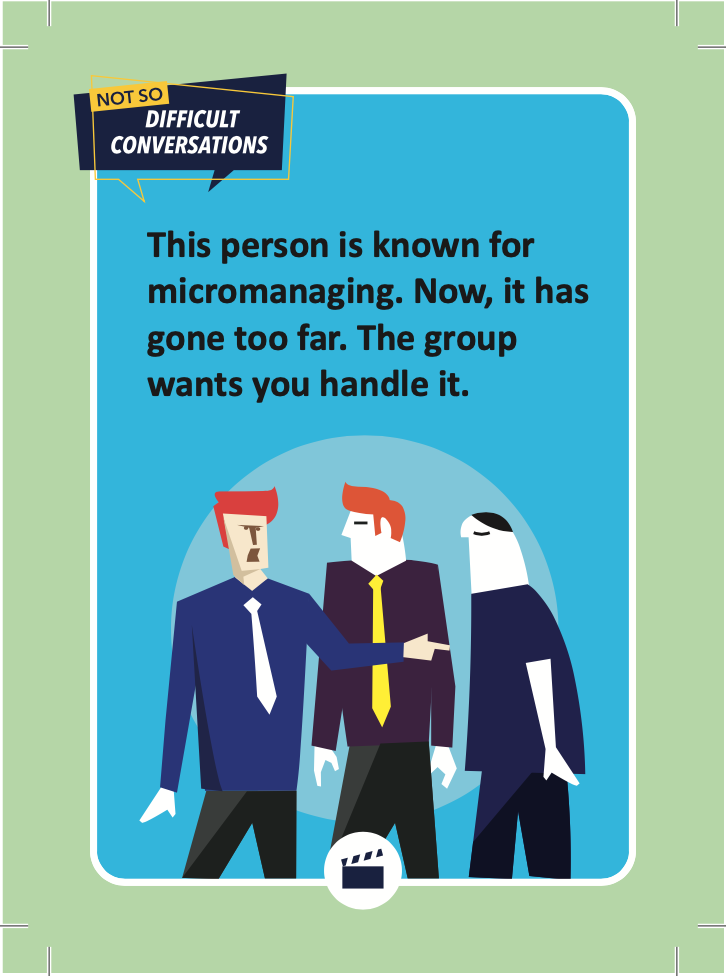 NOT SO
DIFFICULT
CONVERSATIONS
This person is known for
micromanaging. Now, it has
gone too far. The group
wants you handle it.